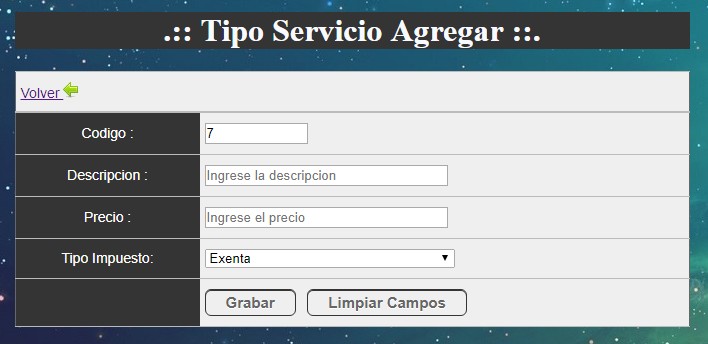 .:: Tipo Servicio Agregar ::.
Volver
Codigo : 7
Descripcion : Ingrese la descripcion
Precio : Ingrese el precio
Tipo Impuesto: Exenta
Grabar Limpiar Campos